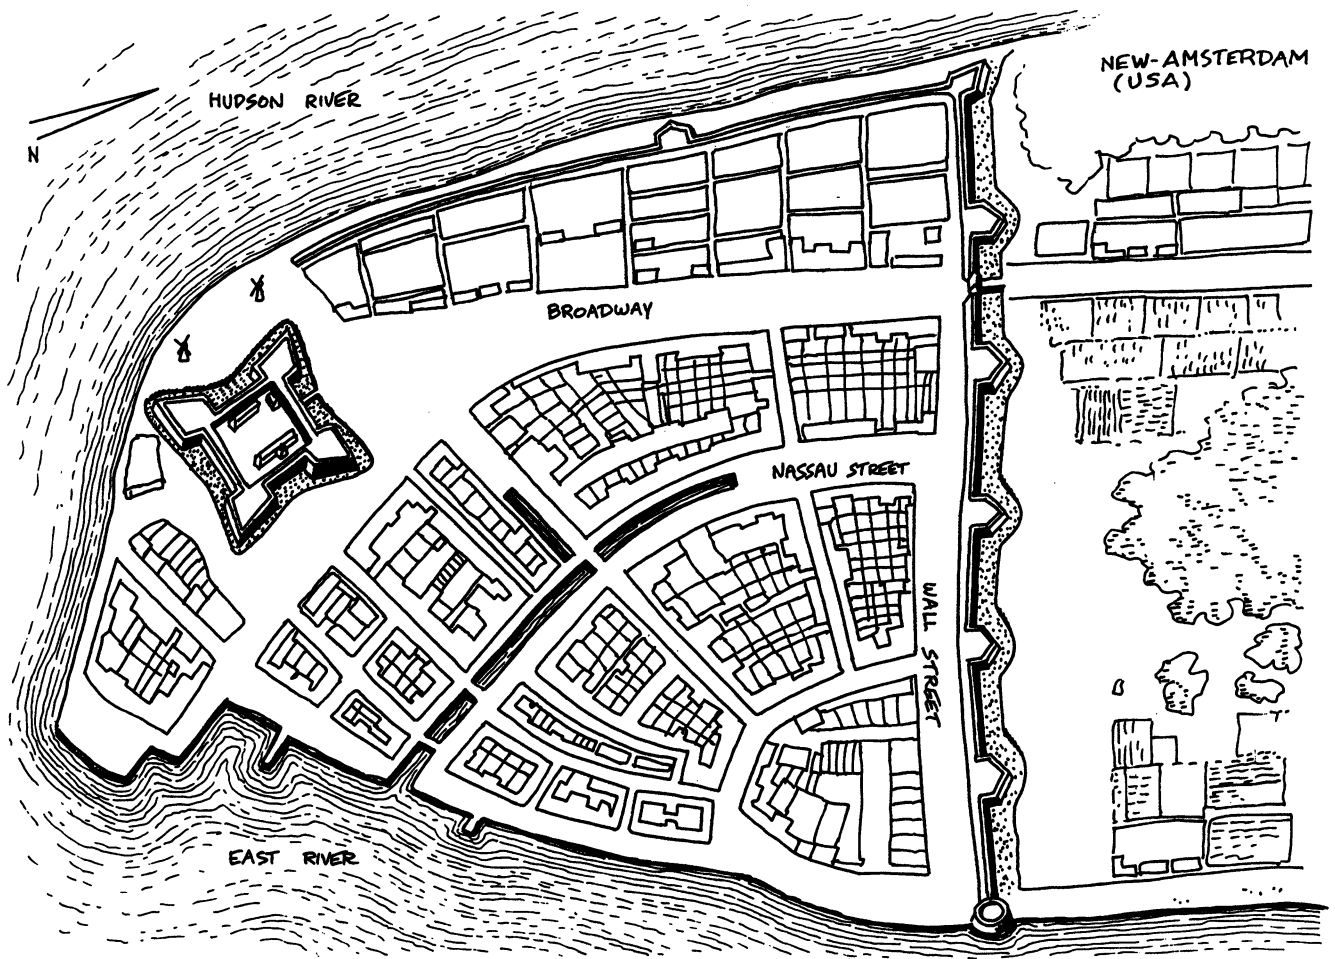 NEW-AMSTERDAM
(USA)
HUDSON RIVER
N
BROADWAY
NASSAU STREET
WALL STREET
EAST RIVER